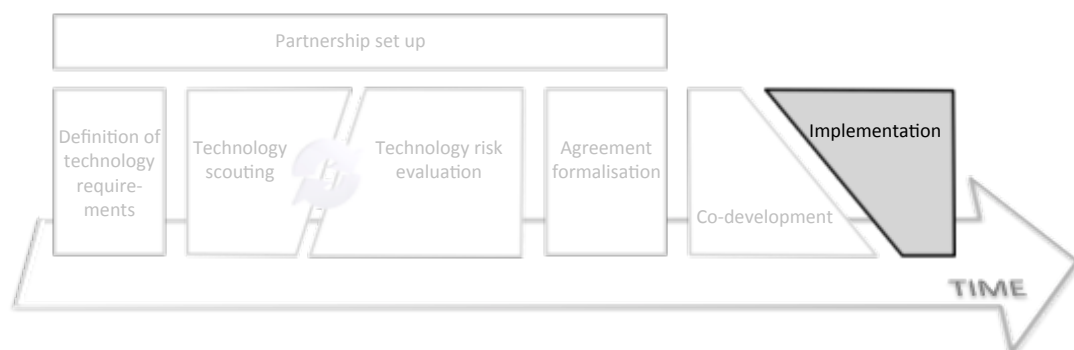 Partnership set up
Definition of
technology
require-
ments
Technology
scouting
Technology risk
evaluation
Agreement
formalisation
Co-development
Implementation
TIME